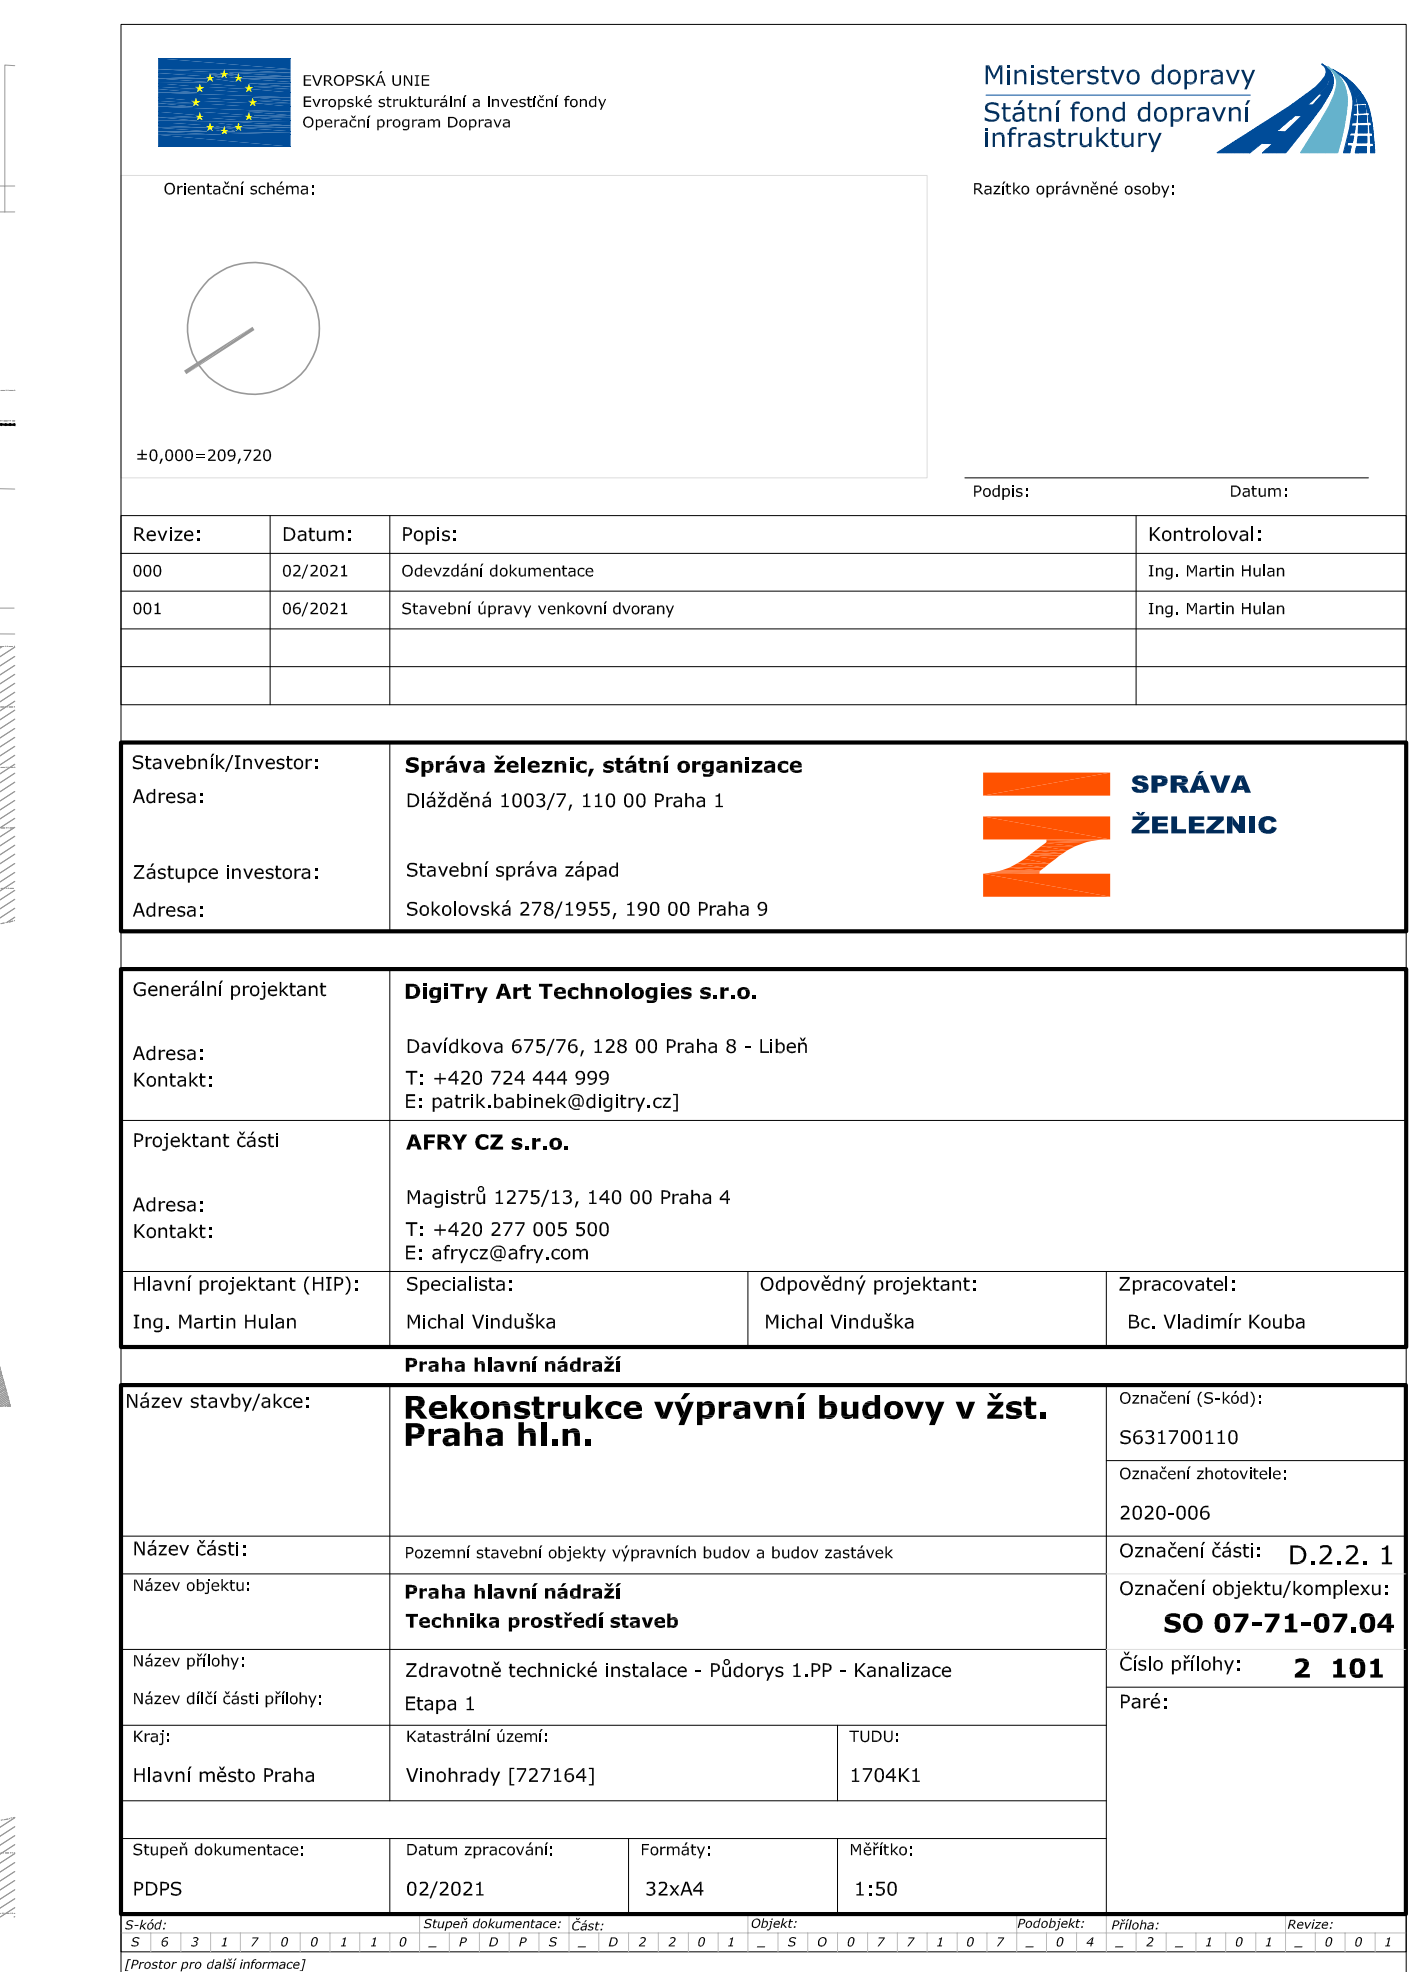 EVROPSKÁ UNIE
Evropské strukturální a Investiční fondy
Operační program Doprava
Ministerstvo dopravy
Státní fond dopravní
infrastruktury
Orientační schéma:
Razítko oprávněné osoby:
±0,000=209,720
Podpis: Datum:
Revize: Datum: Popis: Kontroloval:
000 02/2021 Odevzdání dokumentace Ing. Martin Hulan
001 06/2021 Stavební úpravy venkovní dvorany Ing. Martin Hulan
Stavebník/Investor: Správa železnic, státní organizace
Adresa: Dlážděná 1003/7, 110 00 Praha 1
SPRÁVA
ŽELEZNIC
Zástupce investora: Stavební správa západ
Adresa: Sokolovská 278/1955, 190 00 Praha 9
Generální projektant DigiTry Art Technologies s.r.o.
Adresa: Davídkova 675/76, 128 00 Praha 8 - Libeň
Kontakt: T: +420 724 444 999
E: patrik.babinek@digitry.cz]
Projektant části AFRY CZ s.r.o.
Adresa: Magistrů 1275/13, 140 00 Praha 4
Kontakt: T: +420 277 005 500
E: afrycz@afry.com
Hlavní projektant (HIP): Specialista: Odpovědný projektant: Zpracovatel:
Ing. Martin Hulan Michal Vinduška Michal Vinduška Bc. Vladimír Kouba
Praha hlavní nádraží
Název stavby/akce: Rekonstrukce výpravní budovy v žst.
Praha hl.n.
Označení (S-kód):
S631700110
Označení zhotovitele:
2020-006
Název části: Pozemní stavební objekty výpravních budov a budov zastávek Označení části: D.2.2. 1
Název objektu: Praha hlavní nádraží Označení objektu/komplexu:
Technika prostředí staveb SO 07-71-07.04
Název přílohy: Zdravotně technické instalace - Půdorys 1.PP - Kanalizace Číslo přílohy: 2 101
Název dílčí části přílohy: Etapa 1 Paré:
Kraj: Katastrální území: TUDU:
Hlavní město Praha Vinohrady [727164] 1704K1
Stupeň dokumentace: Datum zpracování: Formáty: Měřítko:
PDPS 02/2021 32xA4 1:50
S-kód: Stupeň dokumentace: Část: Objekt: Podobjekt: Příloha: Revize:
S 6 3 1 7 0 0 1 1 0 _ P D P S _ D 2 2 0 1 _ S O 0 7 7 1 0 7 _ 0 4 _ 2 _ 1 0 1 _ 0 0 1
[Prostor pro další informace]